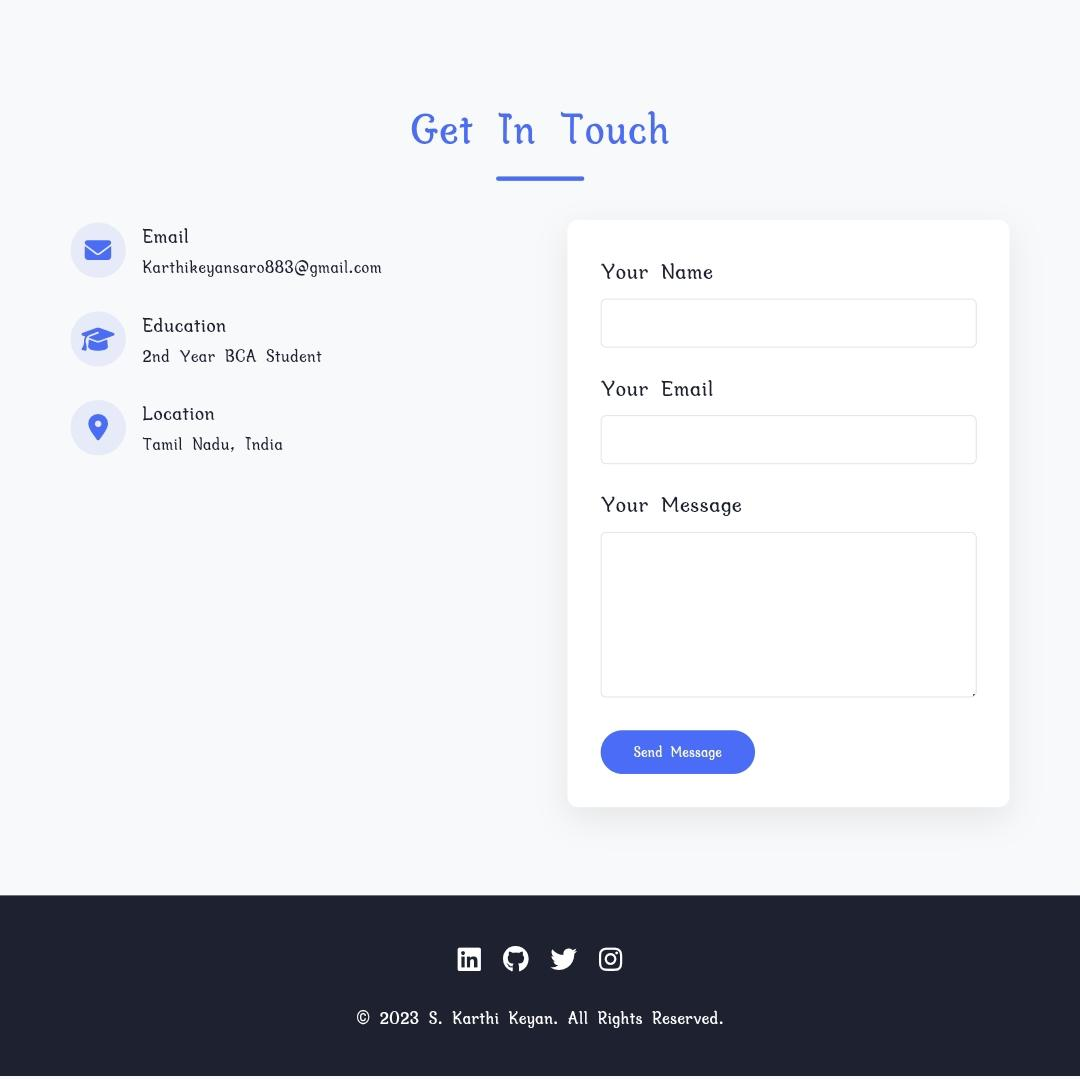 Get In Touch
Email
Karthikeyansaro883@gmail.com
Education
2nd Year BCA Student
Location
Tamil Nadu, India
Your Name
Your Email
Your Message
Send Message
© 2023 S. Karthi Keyan. All Rights Reserved.